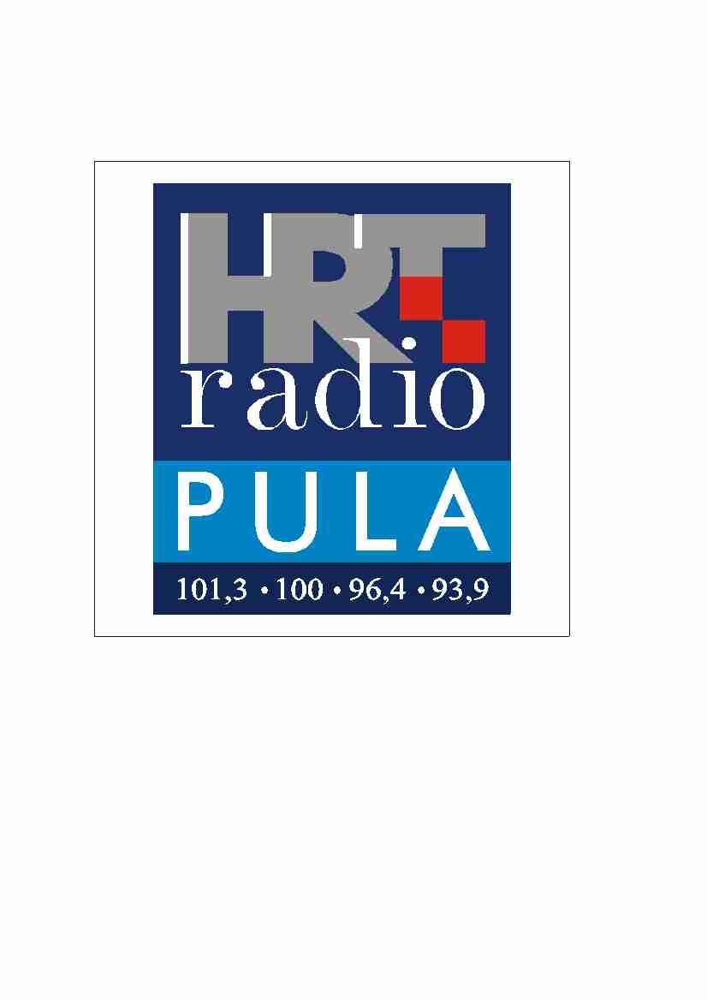 HRT
radio
PULA
101,3 • 100 • 96,4 • 93,9